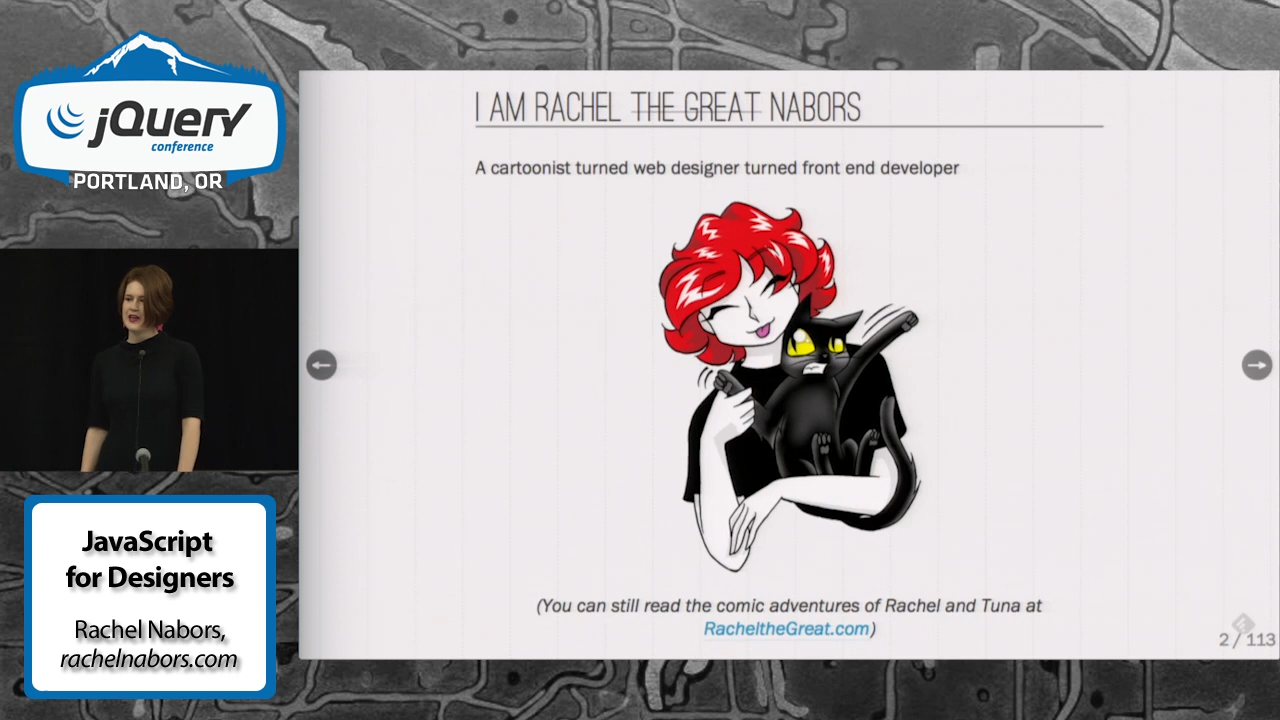 jQuery
conference
PORTLAND, OR
I AM RACHEL THE GREAT NABORS
A cartoonist turned web designer turned front end developer
(You can still read the comic adventures of Rachel and Tuna at
RacheltheGreat.com)
2 / 113
JavaScript
for Designers
Rachel Nabors,
rachelnabors.com